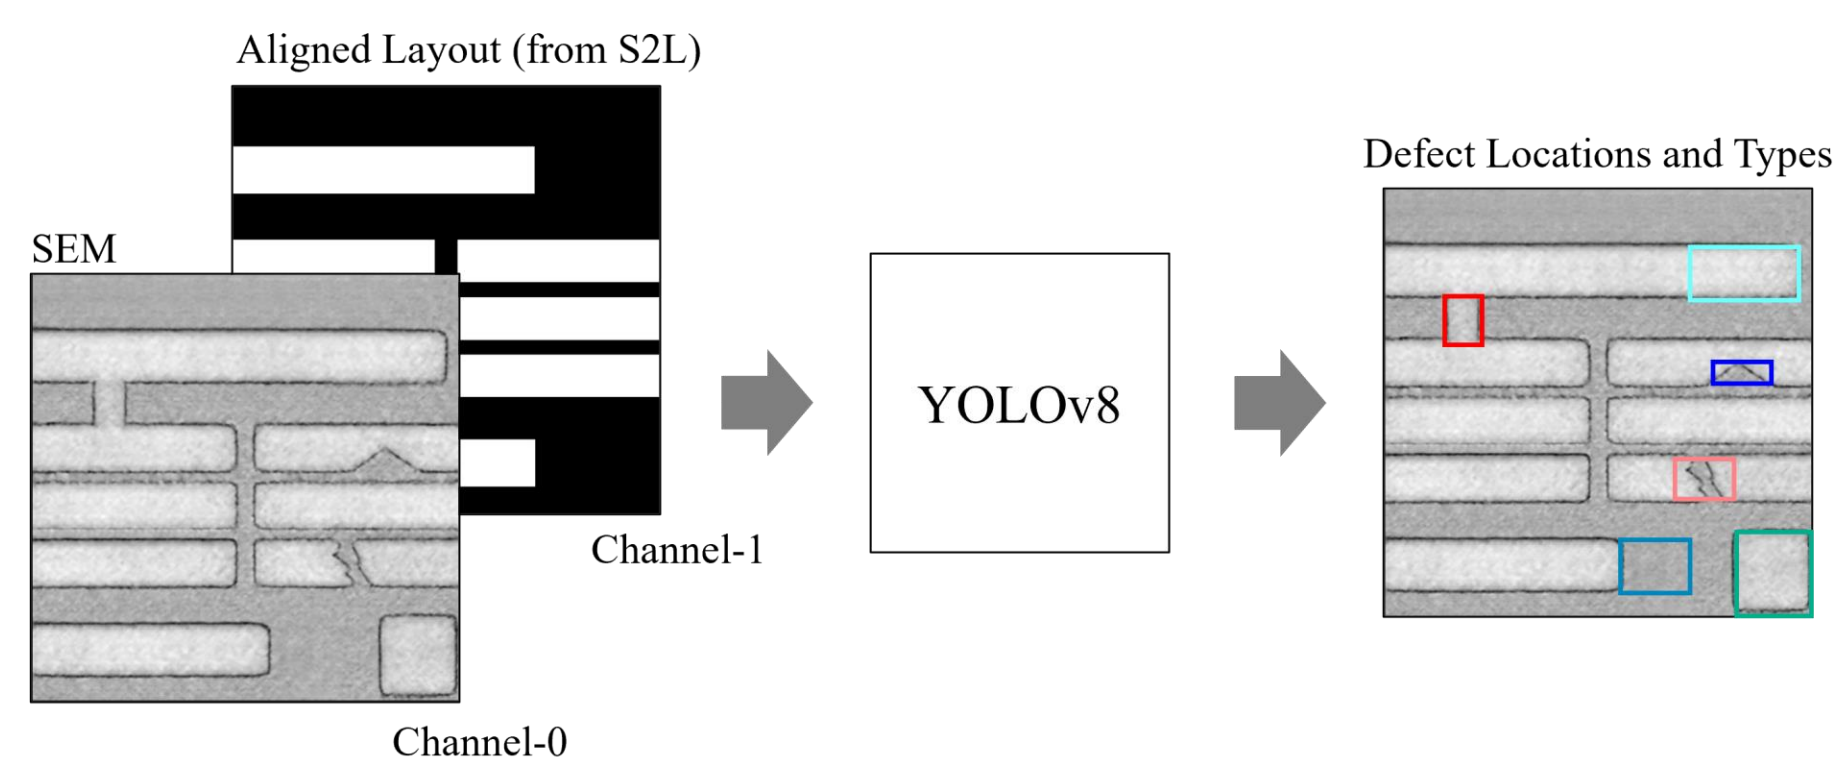 Aligned Layout (from S2L)
SEM
Channel-1
Channel-0
YOLOv8
Defect Locations and Types